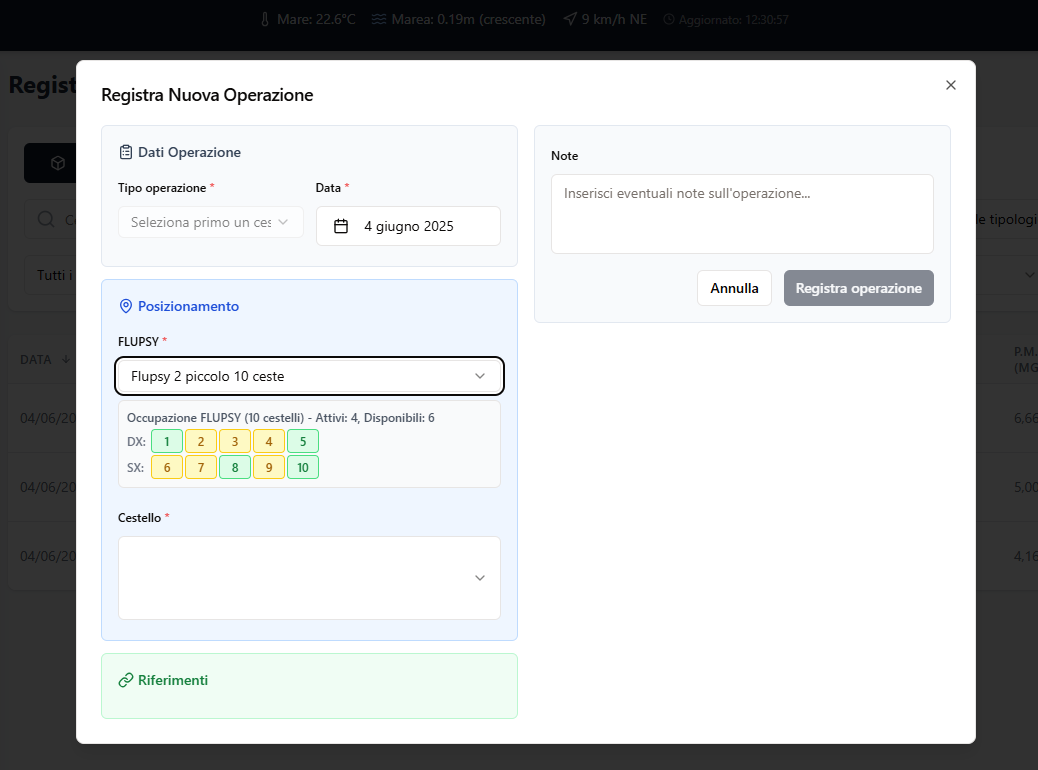 Mare: 22.6°C Marea: 0.19m (crescente) 9 km/h NE Aggiornato: 12:30:57
Regist
Registra Nuova Operazione
Dati Operazione
Tipo operazione * Data *
Seleziona primo un ces 4 giugno 2025
Note
Inserisci eventuali note sull'operazione...
Annulla Registra operazione
Posizionamento
FLUPSY *
Flupsy 2 piccolo 10 ceste
Occupazione FLUPSY (10 cestelli) - Attivi: 4, Disponibili: 6
DX: 1 2 3 4 5
SX: 6 7 8 9 10
Cestello *
Riferimenti
Tutti i
le tipologi
DATA
P.M.
(MG
04/06/20 6,66
04/06/20 5,00
04/06/20 4,16